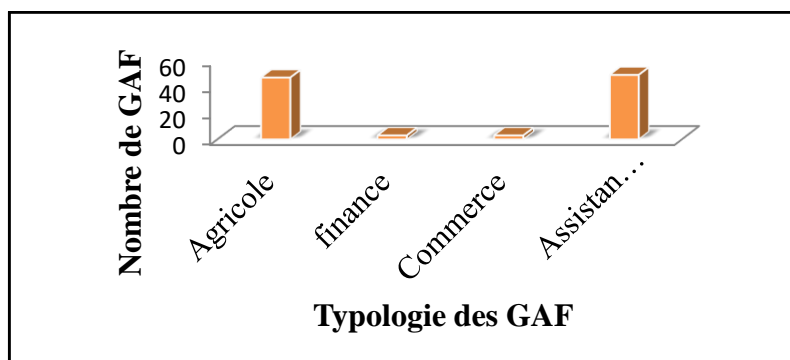 Nombre de GAF
60
40
20
0
Agricole
finance
Commerce
Assistan…
Typologie des GAF